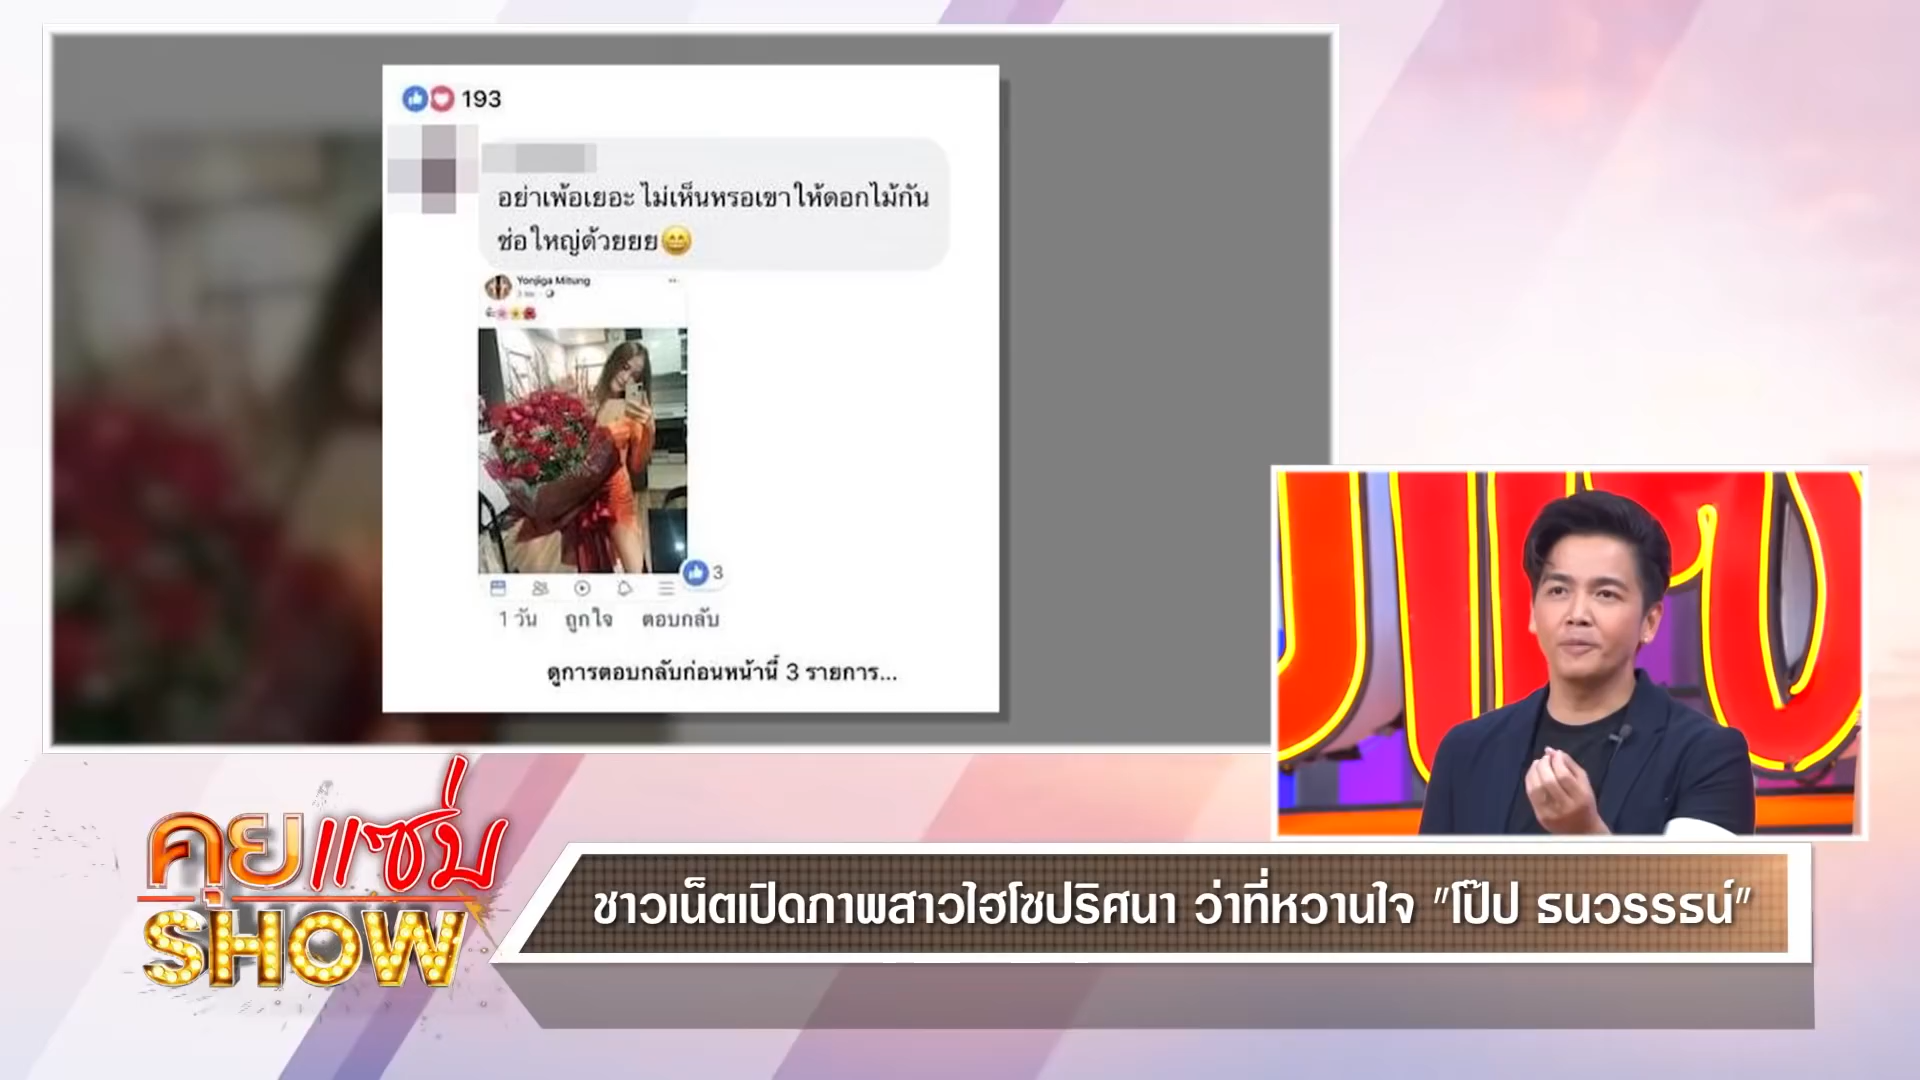 193
อย่าเพ้อเยอะ ไม่เห็นหรอเขาให้ดอกไม้กัน
ช่อใหญ่ด้วยยย😄
Yonjiga Mitung
3
1 วัน ถูกใจ ตอบกลับ
ดูการตอบกลับก่อนหน้านี้ 3 รายการ...
คุยแซ่บ
SHOW
ชาวเน็ตเปิดภาพสาวไฮโซปริศนา ว่าที่หวานใจ "โป๊ป ธนวรรธน์"